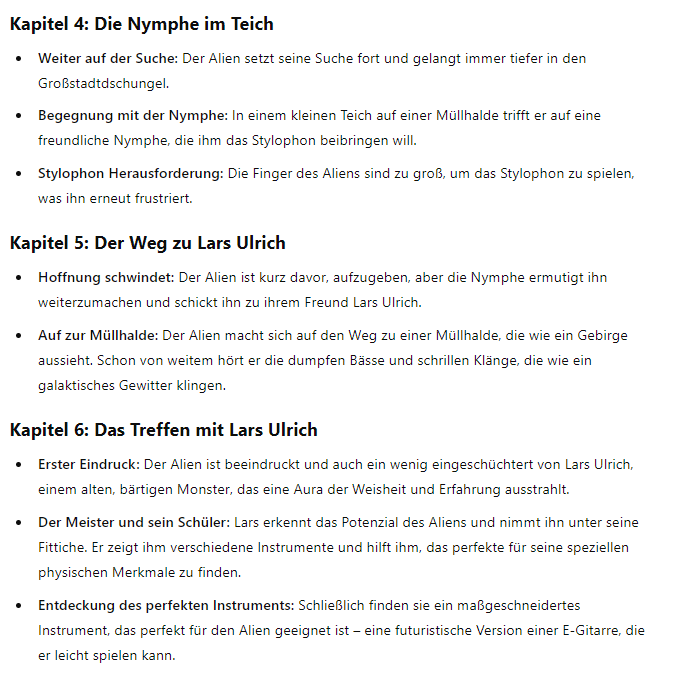 Kapitel 4: Die Nymphe im Teich
• Weiter auf der Suche: Der Alien setzt seine Suche fort und gelangt immer tiefer in den
Großstadtdschungel.
• Begegnung mit der Nymphe: In einem kleinen Teich auf einer Müllhalde trifft er auf eine
freundliche Nymphe, die ihm das Stylophon beibringen will.
• Stylophon Herausforderung: Die Finger des Aliens sind zu groß, um das Stylophon zu spielen,
was ihn erneut frustriert.
Kapitel 5: Der Weg zu Lars Ulrich
• Hoffnung schwindet: Der Alien ist kurz davor, aufzugeben, aber die Nymphe ermutigt ihn
weiterzumachen und schickt ihn zu ihrem Freund Lars Ulrich.
• Auf zur Müllhalde: Der Alien macht sich auf den Weg zu einer Müllhalde, die wie ein Gebirge
aussieht. Schon von weitem hört er die dumpfen Bässe und schrillen Klänge, die wie ein
galaktisches Gewitter klingen.
Kapitel 6: Das Treffen mit Lars Ulrich
• Erster Eindruck: Der Alien ist beeindruckt und auch ein wenig eingeschüchtert von Lars Ulrich,
einem alten, bärtigen Monster, das eine Aura der Weisheit und Erfahrung ausstrahlt.
• Der Meister und sein Schüler: Lars erkennt das Potenzial des Aliens und nimmt ihn unter seine
Fittiche. Er zeigt ihm verschiedene Instrumente und hilft ihm, das perfekte für seine speziellen
physischen Merkmale zu finden.
• Entdeckung des perfekten Instruments: Schließlich finden sie ein maßgeschneidertes
Instrument, das perfekt für den Alien geeignet ist – eine futuristische Version einer E-Gitarre, die
er leicht spielen kann.